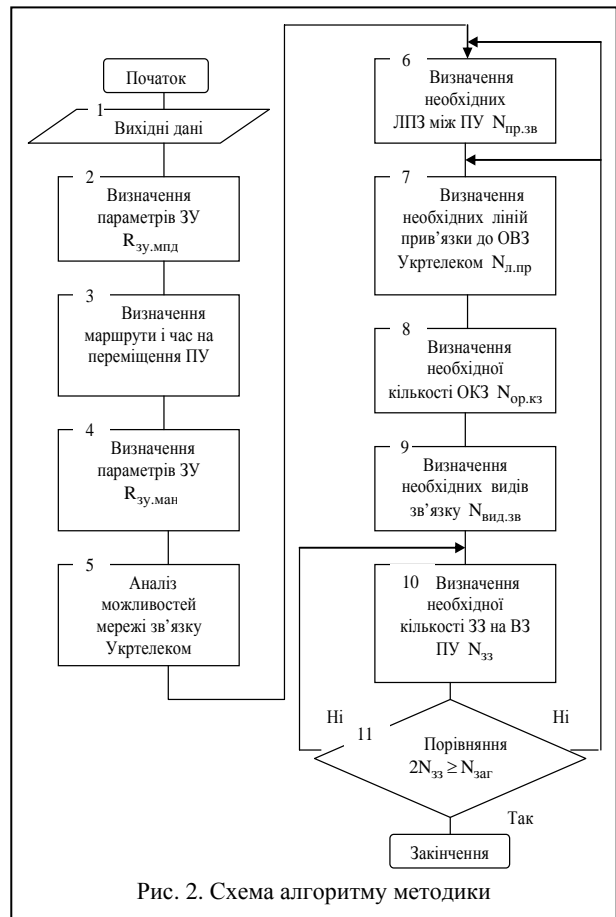 Початок
1
Вихідні дані
2
Визначення
параметрів ЗУ
Rзу.мпд
3
Визначення
маршрути і час на
переміщення ПУ
4
Визначення
параметрів ЗУ
Rзу.ман
5
Аналіз
можливостей
мережі зв’язку
Укртелеком
6
Визначення
необхідних
ЛПЗ між ПУ Nпр.зв
7
Визначення
необхідних ліній
прив’язки до ОВЗ
Укртелеком Nл.пр
8
Визначення
необхідної
кількості ОКЗ Nор.кз
9
Визначення
необхідних видів
зв’язку Nвид.зв
10
Визначення
необхідної
кількості ЗЗ на ВЗ
ПУ Nзз
Ні
11
Ні
Порівняння
2Nзз ≥ Nзаг
Так
Закінчення
Рис. 2. Схема алгоритму методики